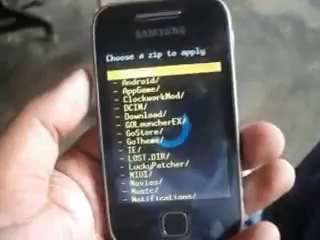 SAMSUNG
Choose a zip to apply
- Android/
- AppGame/
- ClockworkMod/
- DCIM/
- Download/
- GOLauncherEX/
- GoStore/
- GoTheme/
- IE/
- LOST.DIR/
- LuckyPatcher/
- MIUI/
- Movies/
- Music/
- Notifications/